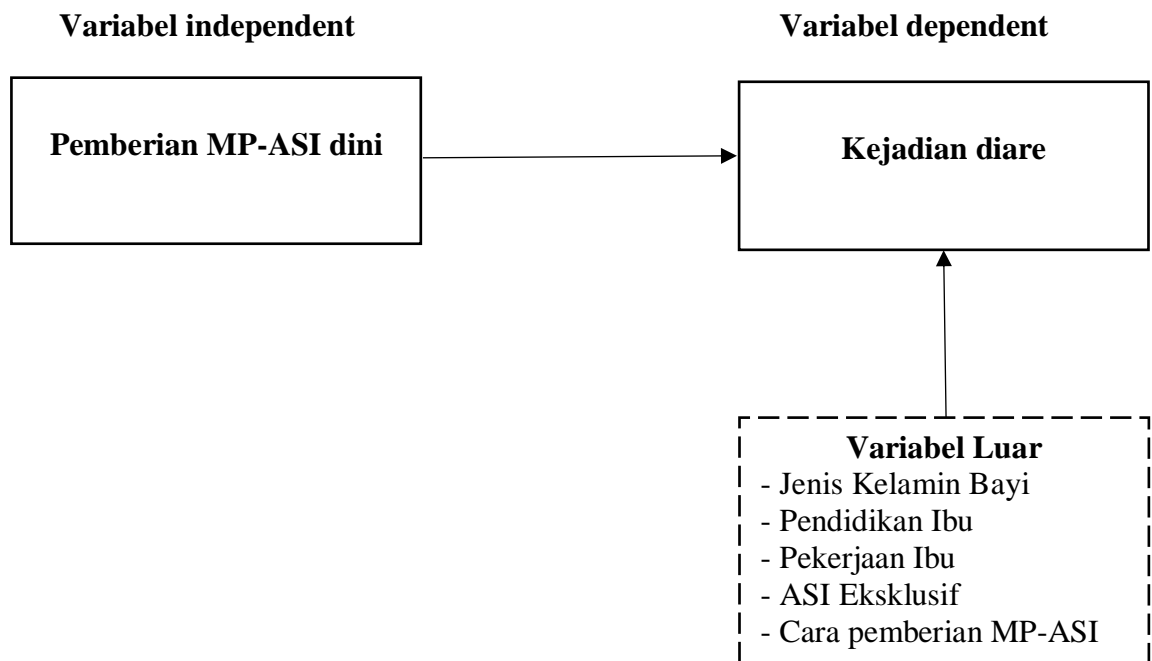 Variabel independent
Variabel dependent
Pemberian MP-ASI dini
Kejadian diare
Variabel Luar
- Jenis Kelamin Bayi
- Pendidikan Ibu
- Pekerjaan Ibu
- ASI Eksklusif
- Cara pemberian MP-ASI